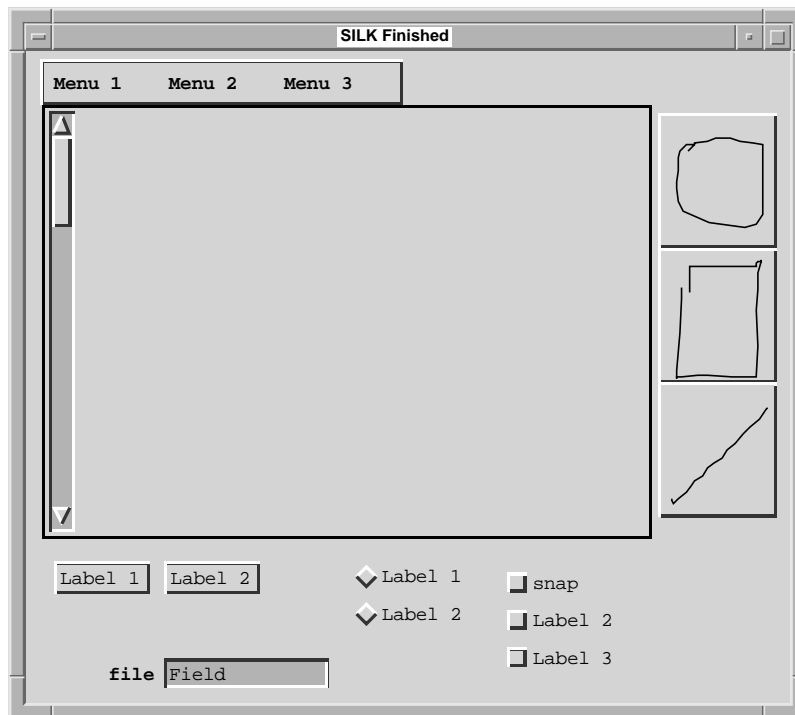 SILK Finished
Menu 1 Menu 2 Menu 3
Label 1 Label 2
Label 1
Label 2
snap
Label 2
Label 3
file Field